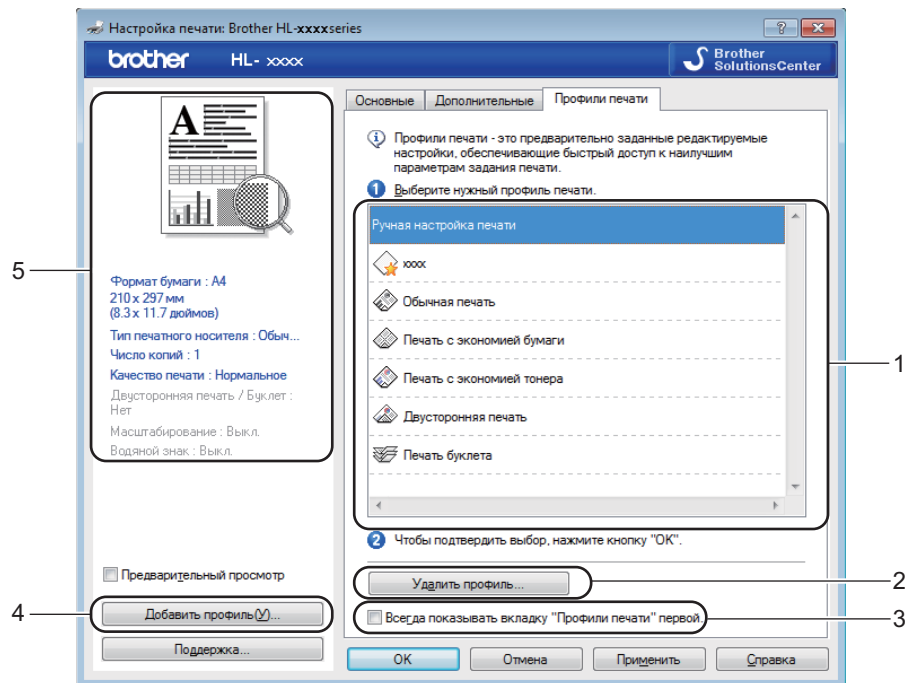 Настройка печати: Brother HL-xxxxseries
brother HL- xxxx
Brother
SolutionsCenter
5
Формат бумаги : A4
210 x 297 мм
(8.3 x 11.7 дюймов)
Тип печатного носителя : Обыч...
Число копий : 1
Качество печати : Нормальное
Двусторонняя печать / Буклет :
Нет
Масштабирование : Выкл.
Водяной знак : Выкл.
Предварительный просмотр
4
Добавить профиль(У)...
Поддержка...
Основные Дополнительные Профили печати
Профили печати - это предварительно заданные редактируемые
настройки, обеспечивающие быстрый доступ к наилучшим
параметрам задания печати.
1 Выберите нужный профиль печати.
Ручная настройка печати
xxxx
Обычная печать
Печать с экономией бумаги
Печать с экономией тонера
Двусторонняя печать
Печать буклета
1
2 Чтобы подтвердить выбор, нажмите кнопку "OK".
Удалить профиль...
2
Всегда показывать вкладку "Профили печати" первой.
3
OK Отмена Применить Справка